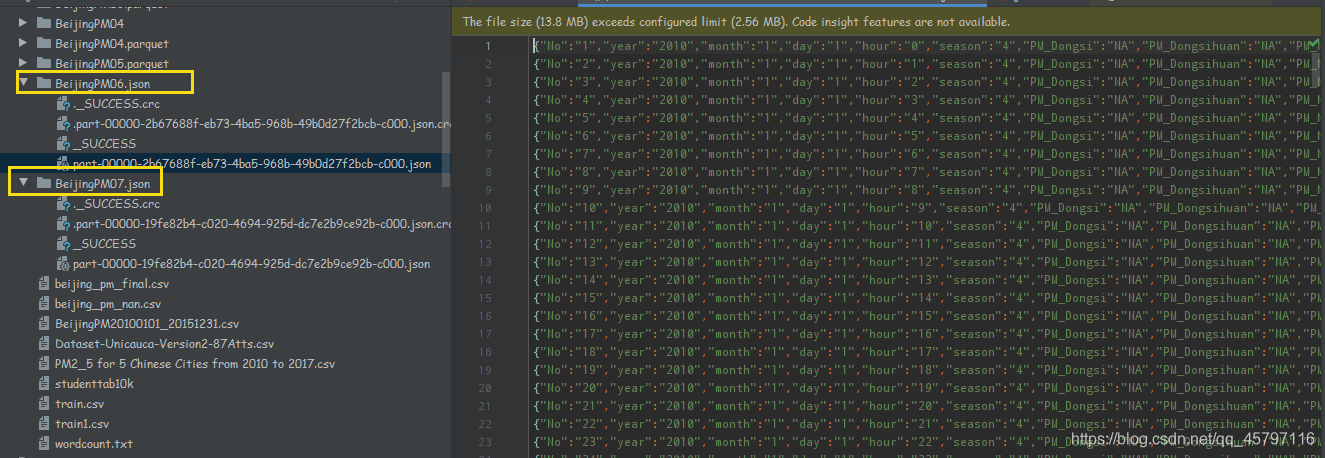 BeijingPM04
BeijingPM04.parquet
BeijingPM05.parquet
BeijingPM06.json
._SUCCESS.crc
.part-00000-2b67688f-eb73-4ba5-968b-49b0d27f2bcb-c000.json.crc
_SUCCESS
part-00000-2b67688f-eb73-4ba5-968b-49b0d27f2bcb-c000.json
BeijingPM07.json
._SUCCESS.crc
.part-00000-19fe82b4-c020-4694-925d-dc7e2b9ce92b-c000.json.crc
_SUCCESS
part-00000-19fe82b4-c020-4694-925d-dc7e2b9ce92b-c000.json
beijing_pm_final.csv
beijing_pm_nan.csv
BeijingPM20100101_20151231.csv
Dataset-Unicauca-Version2-87Atts.csv
PM2_5 for 5 Chinese Cities from 2010 to 2017.csv
studenttab10k
train.csv
train1.csv
wordcount.txt
The file size (13.8 MB) exceeds configured limit (2.56 MB). Code insight features are not available.
1 {"No":"1","year":"2010","month":"1","day":"1","hour":"0","season":"4","PM_Dongsi":"NA","PM_Dongsihuan":"NA","PM
2 {"No":"2","year":"2010","month":"1","day":"1","hour":"1","season":"4","PM_Dongsi":"NA","PM_Dongsihuan":"NA","PM_
3 {"No":"3","year":"2010","month":"1","day":"1","hour":"2","season":"4","PM_Dongsi":"NA","PM_Dongsihuan":"NA","PM_
4 {"No":"4","year":"2010","month":"1","day":"1","hour":"3","season":"4","PM_Dongsi":"NA","PM_Dongsihuan":"NA","PM_N
5 {"No":"5","year":"2010","month":"1","day":"1","hour":"4","season":"4","PM_Dongsi":"NA","PM_Dongsihuan":"NA","PM_N
6 {"No":"6","year":"2010","month":"1","day":"1","hour":"5","season":"4","PM_Dongsi":"NA","PM_Dongsihuan":"NA","PM_N
7 {"No":"7","year":"2010","month":"1","day":"1","hour":"6","season":"4","PM_Dongsi":"NA","PM_Dongsihuan":"NA","PM_N
8 {"No":"8","year":"2010","month":"1","day":"1","hour":"7","season":"4","PM_Dongsi":"NA","PM_Dongsihuan":"NA","PM_N
9 {"No":"9","year":"2010","month":"1","day":"1","hour":"8","season":"4","PM_Dongsi":"NA","PM_Dongsihuan":"NA","PM_N
10 {"No":"10","year":"2010","month":"1","day":"1","hour":"9","season":"4","PM_Dongsi":"NA","PM_Dongsihuan":"NA","PM_
11 {"No":"11","year":"2010","month":"1","day":"1","hour":"10","season":"4","PM_Dongsi":"NA","PM_Dongsihuan":"NA","PM
12 {"No":"12","year":"2010","month":"1","day":"1","hour":"11","season":"4","PM_Dongsi":"NA","PM_Dongsihuan":"NA","PM
13 {"No":"13","year":"2010","month":"1","day":"1","hour":"12","season":"4","PM_Dongsi":"NA","PM_Dongsihuan":"NA","PM
14 {"No":"14","year":"2010","month":"1","day":"1","hour":"13","season":"4","PM_Dongsi":"NA","PM_Dongsihuan":"NA","PM
15 {"No":"15","year":"2010","month":"1","day":"1","hour":"14","season":"4","PM_Dongsi":"NA","PM_Dongsihuan":"NA","PM
16 {"No":"16","year":"2010","month":"1","day":"1","hour":"15","season":"4","PM_Dongsi":"NA","PM_Dongsihuan":"NA","PM
17 {"No":"17","year":"2010","month":"1","day":"1","hour":"16","season":"4","PM_Dongsi":"NA","PM_Dongsihuan":"NA","PM
18 {"No":"18","year":"2010","month":"1","day":"1","hour":"17","season":"4","PM_Dongsi":"NA","PM_Dongsihuan":"NA","PM
19 {"No":"19","year":"2010","month":"1","day":"1","hour":"18","season":"4","PM_Dongsi":"NA","PM_Dongsihuan":"NA","PM
20 {"No":"20","year":"2010","month":"1","day":"1","hour":"19","season":"4","PM_Dongsi":"NA","PM_Dongsihuan":"NA","PM
21 {"No":"21","year":"2010","month":"1","day":"1","hour":"20","season":"4","PM_Dongsi":"NA","PM_Dongsihuan":"NA","PM
22 {"No":"22","year":"2010","month":"1","day":"1","hour":"21","season":"4","PM_Dongsi":"NA","PM_Dongsihuan":"NA","PM
23 {"No":"23","year":"2010","month":"1","day":"1","hour":"22","season":"4","PM_Dongsi":"NA","PM_Dongsihuan":"NA","PM
https://blog.csdn.net/qq_45797116